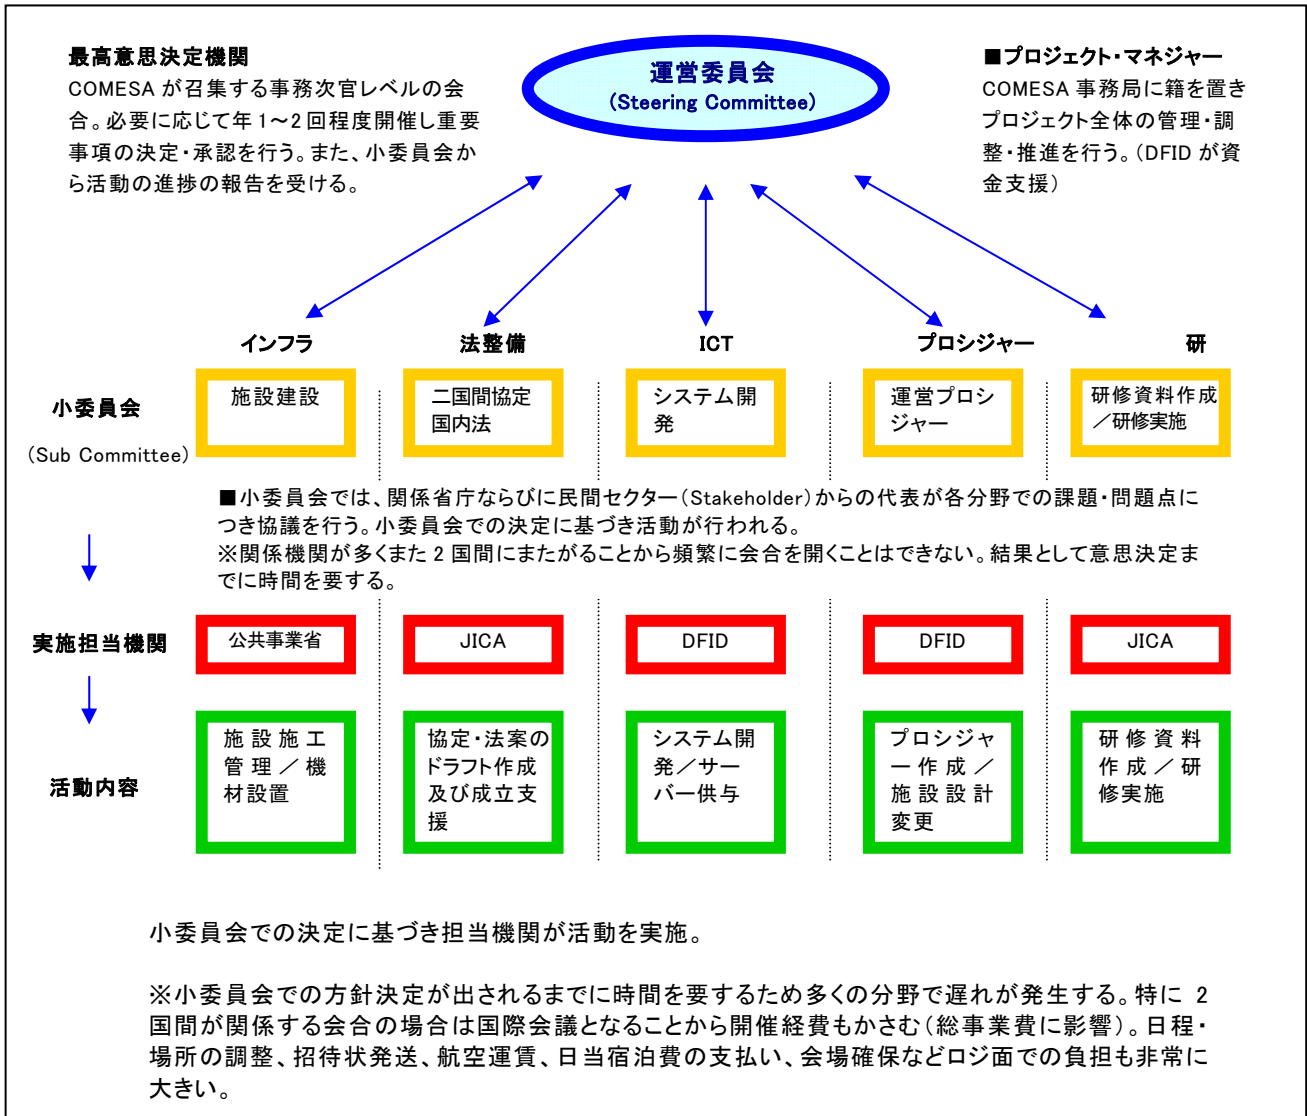 最高意思決定機関
COMESA が召集する事務次官レベルの会
合。必要に応じて年 1～2 回程度開催し重要
事項の決定・承認を行う。また、小委員会か
ら活動の進捗の報告を受ける。
運営委員会
(Steering Committee)
■プロジェクト・マネジャー
COMESA 事務局に籍を置き
プロジェクト全体の管理・調
整・推進を行う。(DFID が資
金支援)
インフラ
法整備
ICT
プロシジャー
研
小委員会
(Sub Committee)
施設建設
二国間協定
国内法
システム開
発
運営プロシ
ジャー
研修資料作成
／研修実施
■小委員会では、関係省庁ならびに民間セクター(Stakeholder)からの代表が各分野での課題・問題点に
つき協議を行う。小委員会での決定に基づき活動が行われる。
※関係機関が多くまた 2 国間にまたがることから頻繁に会合を開くことはできない。結果として意思決定ま
でに時間を要する。
実施担当機関
公共事業省
JICA
DFID
DFID
JICA
活動内容
施設施工
管理／機
材設置
協定・法案の
ドラフト作成
及び成立支
援
システム開
発／サー
バー供与
プロシジャ
ー作成／
施設設計
変更
研修資料
作成／研
修実施
小委員会での決定に基づき担当機関が活動を実施。
※小委員会での方針決定が出されるまでに時間を要するため多くの分野で遅れが発生する。特に 2
国間が関係する会合の場合は国際会議となることから開催経費もかさむ(総事業費に影響)。日程・
場所の調整、招待状発送、航空運賃、日当宿泊費の支払い、会場確保などロジ面での負担も非常に
大きい。